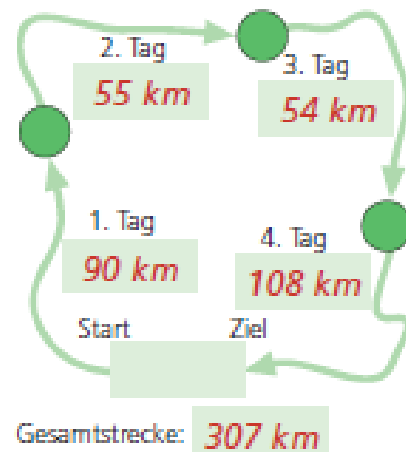 2. Tag
55 km
3. Tag
54 km
1. Tag
90 km
4. Tag
108 km
Start
Ziel
Gesamtstrecke: 307 km